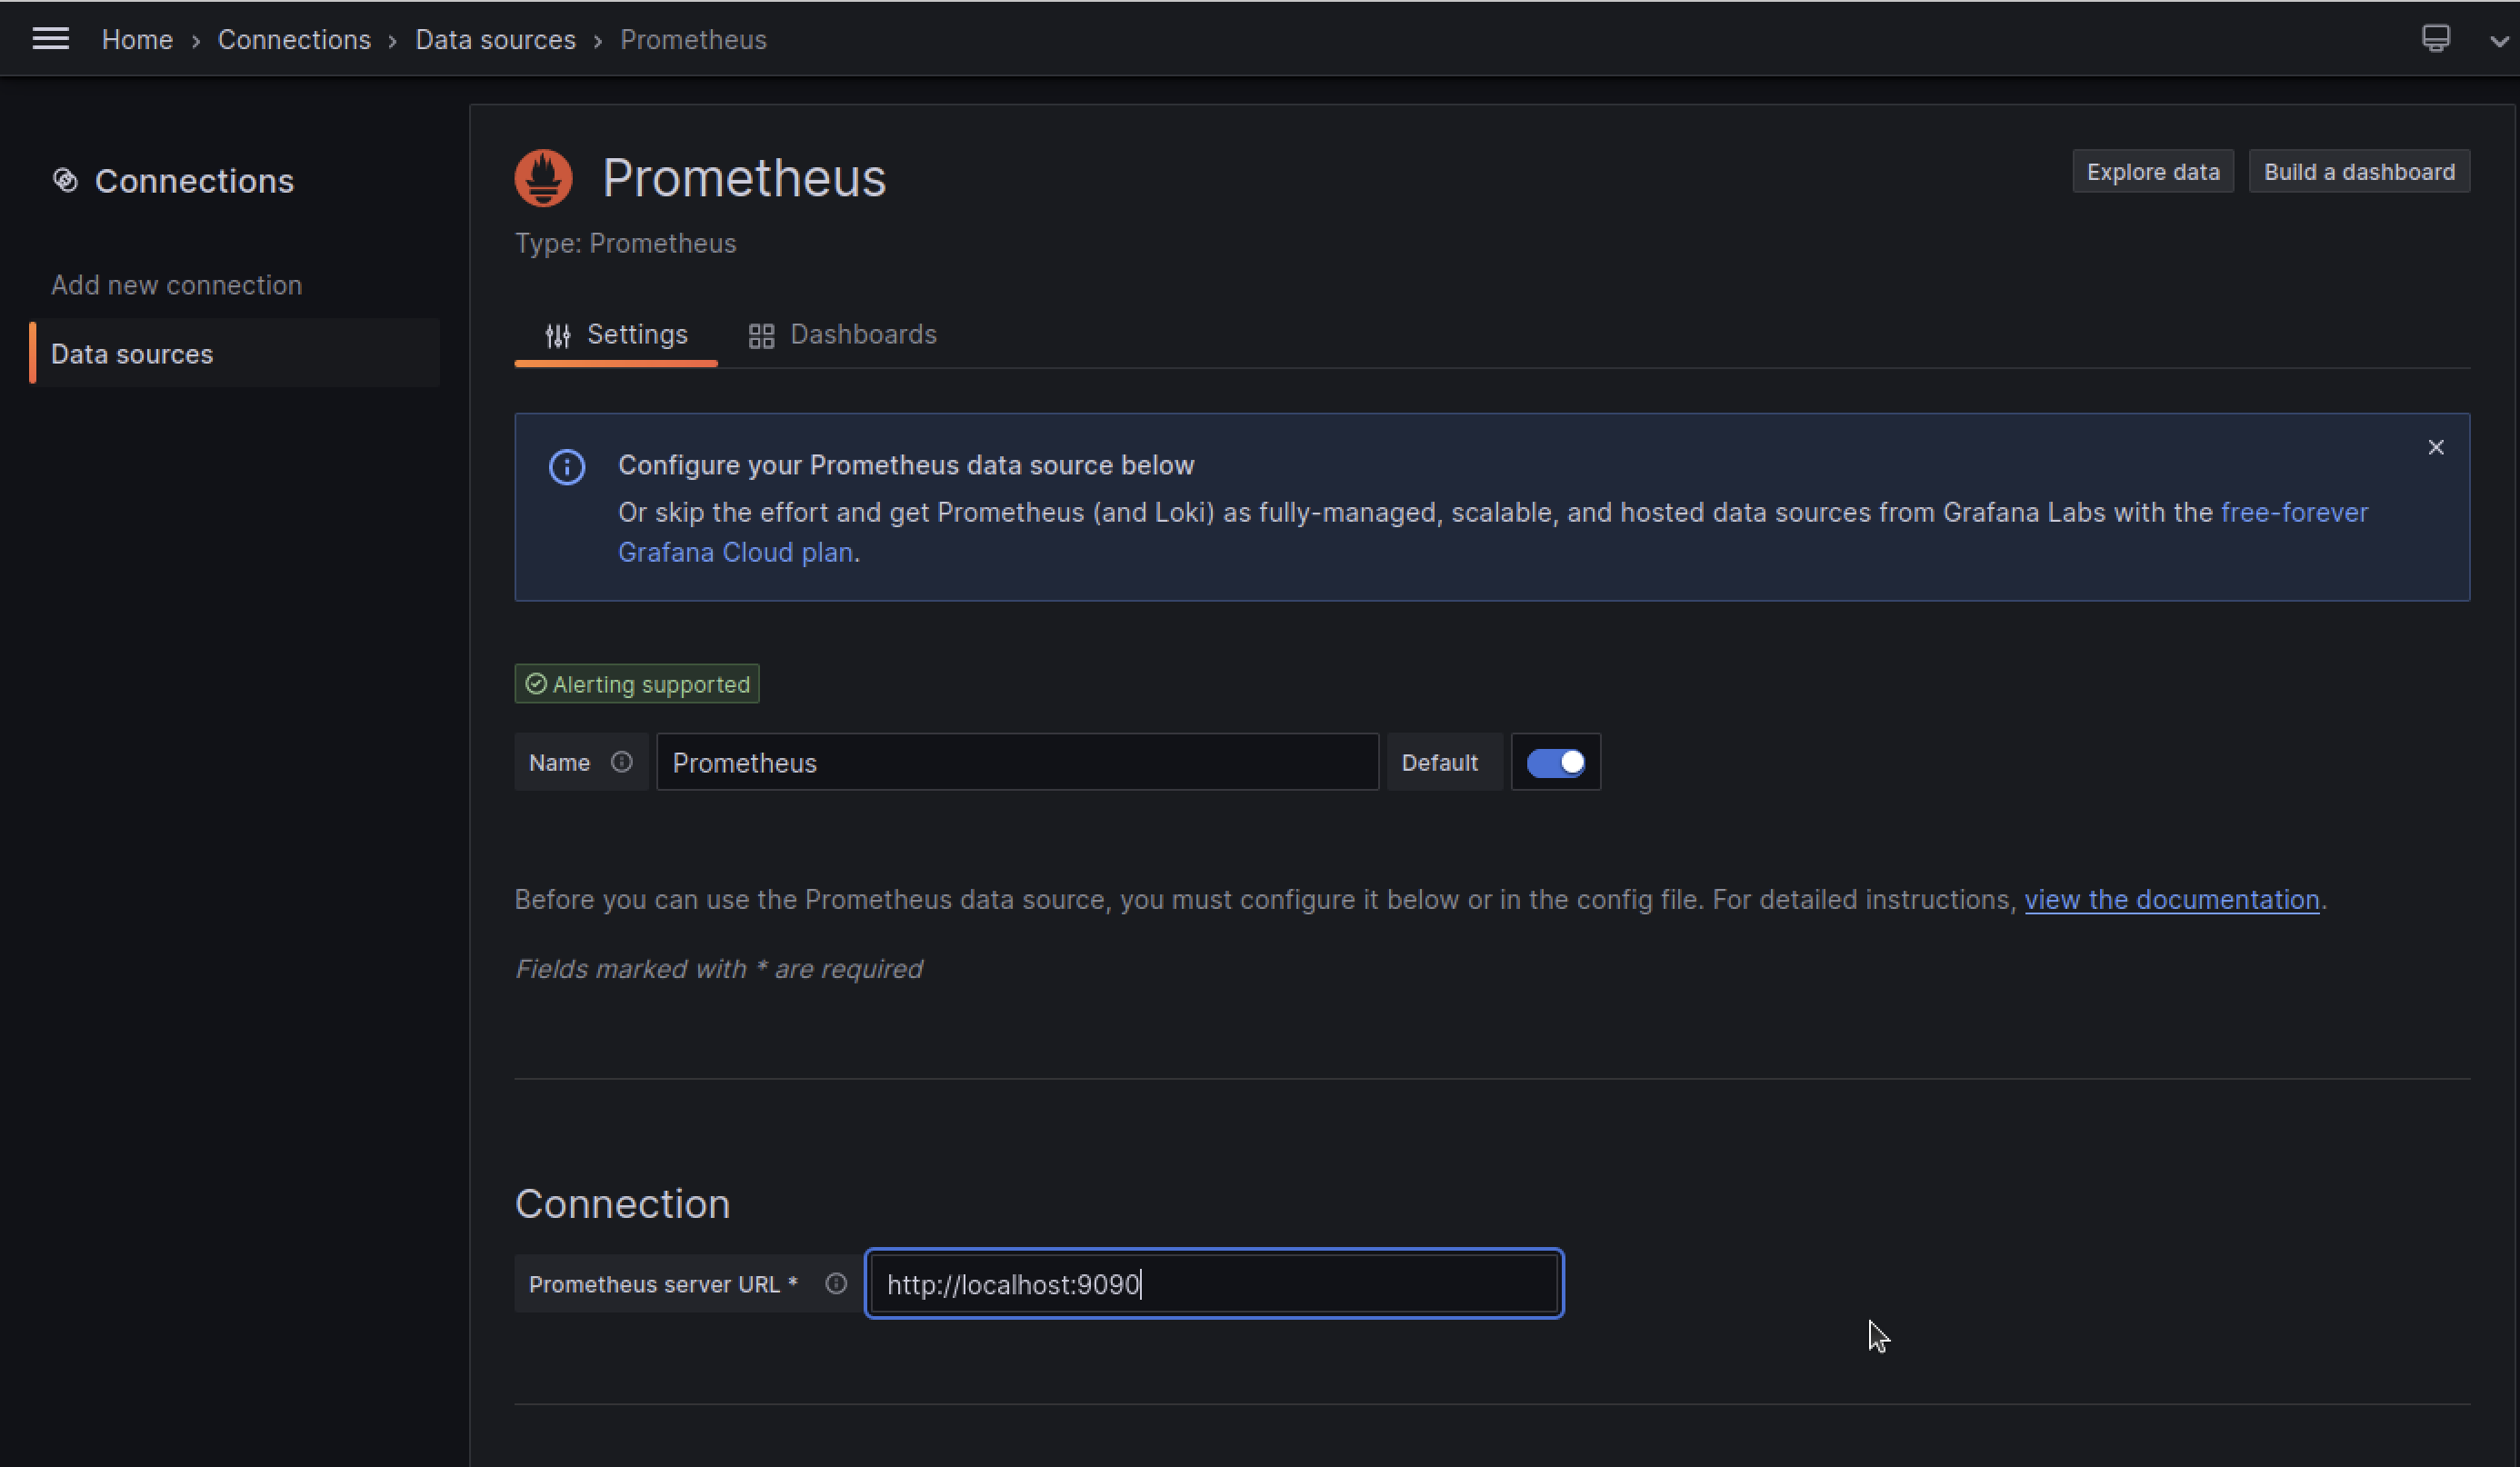 Home › Connections › Data sources › Prometheus
Connections
Add new connection
Data sources
Prometheus
Explore data
Build a dashboard
Type: Prometheus
Settings
Dashboards
Configure your Prometheus data source below
Or skip the effort and get Prometheus (and Loki) as fully-managed, scalable, and hosted data sources from Grafana Labs with the free-forever
Grafana Cloud plan.
Alerting supported
Name
Prometheus
Default
Before you can use the Prometheus data source, you must configure it below or in the config file. For detailed instructions, view the documentation.
Fields marked with * are required
Connection
Prometheus server URL *
http://localhost:9090